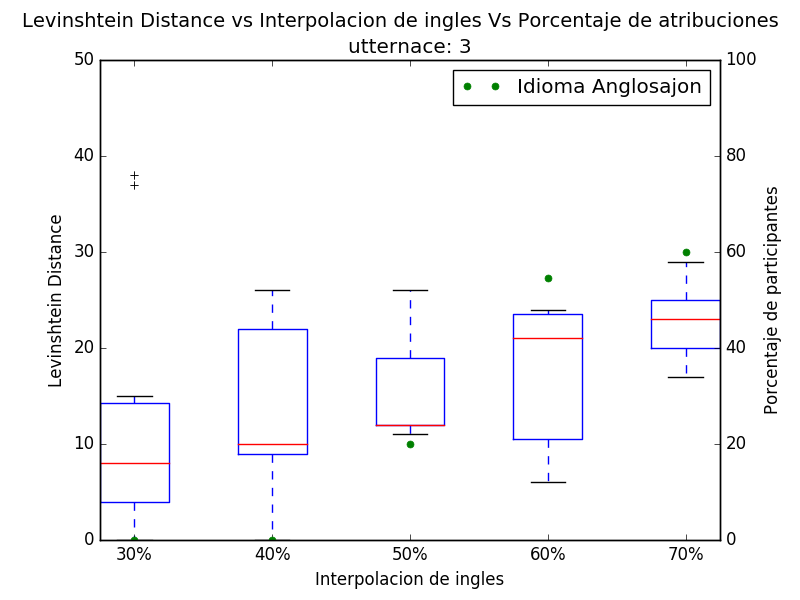 Levinshtein Distance vs Interpolacion de ingles Vs Porcentaje de atribuciones
utternace: 3
Idioma Anglosajon
50
40
30
20
10
0
Levinshtein Distance
100
80
60
40
20
0
Porcentaje de participantes
30% 40% 50% 60% 70%
Interpolacion de ingles